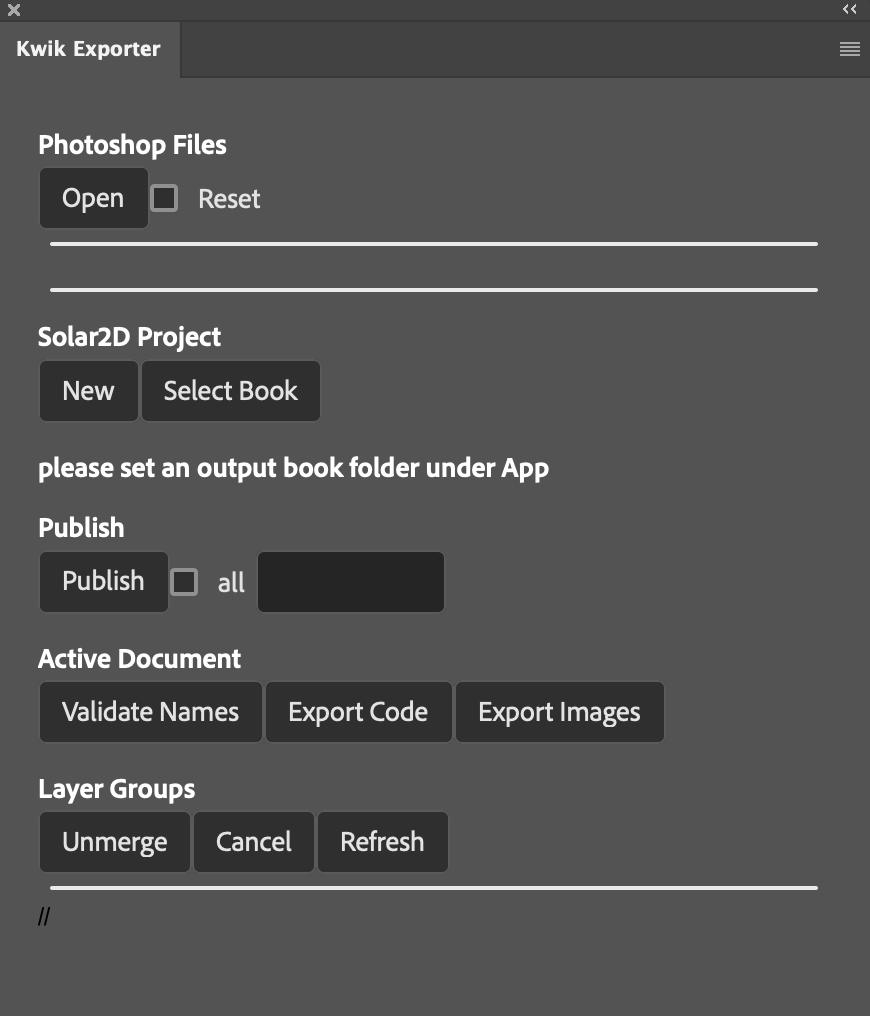 Kwik Exporter
Photoshop Files
Open Reset
Solar2D Project
New Select Book
please set an output book folder under App
Publish
Publish all
Active Document
Validate Names Export Code Export Images
Layer Groups
Unmerge Cancel Refresh
//